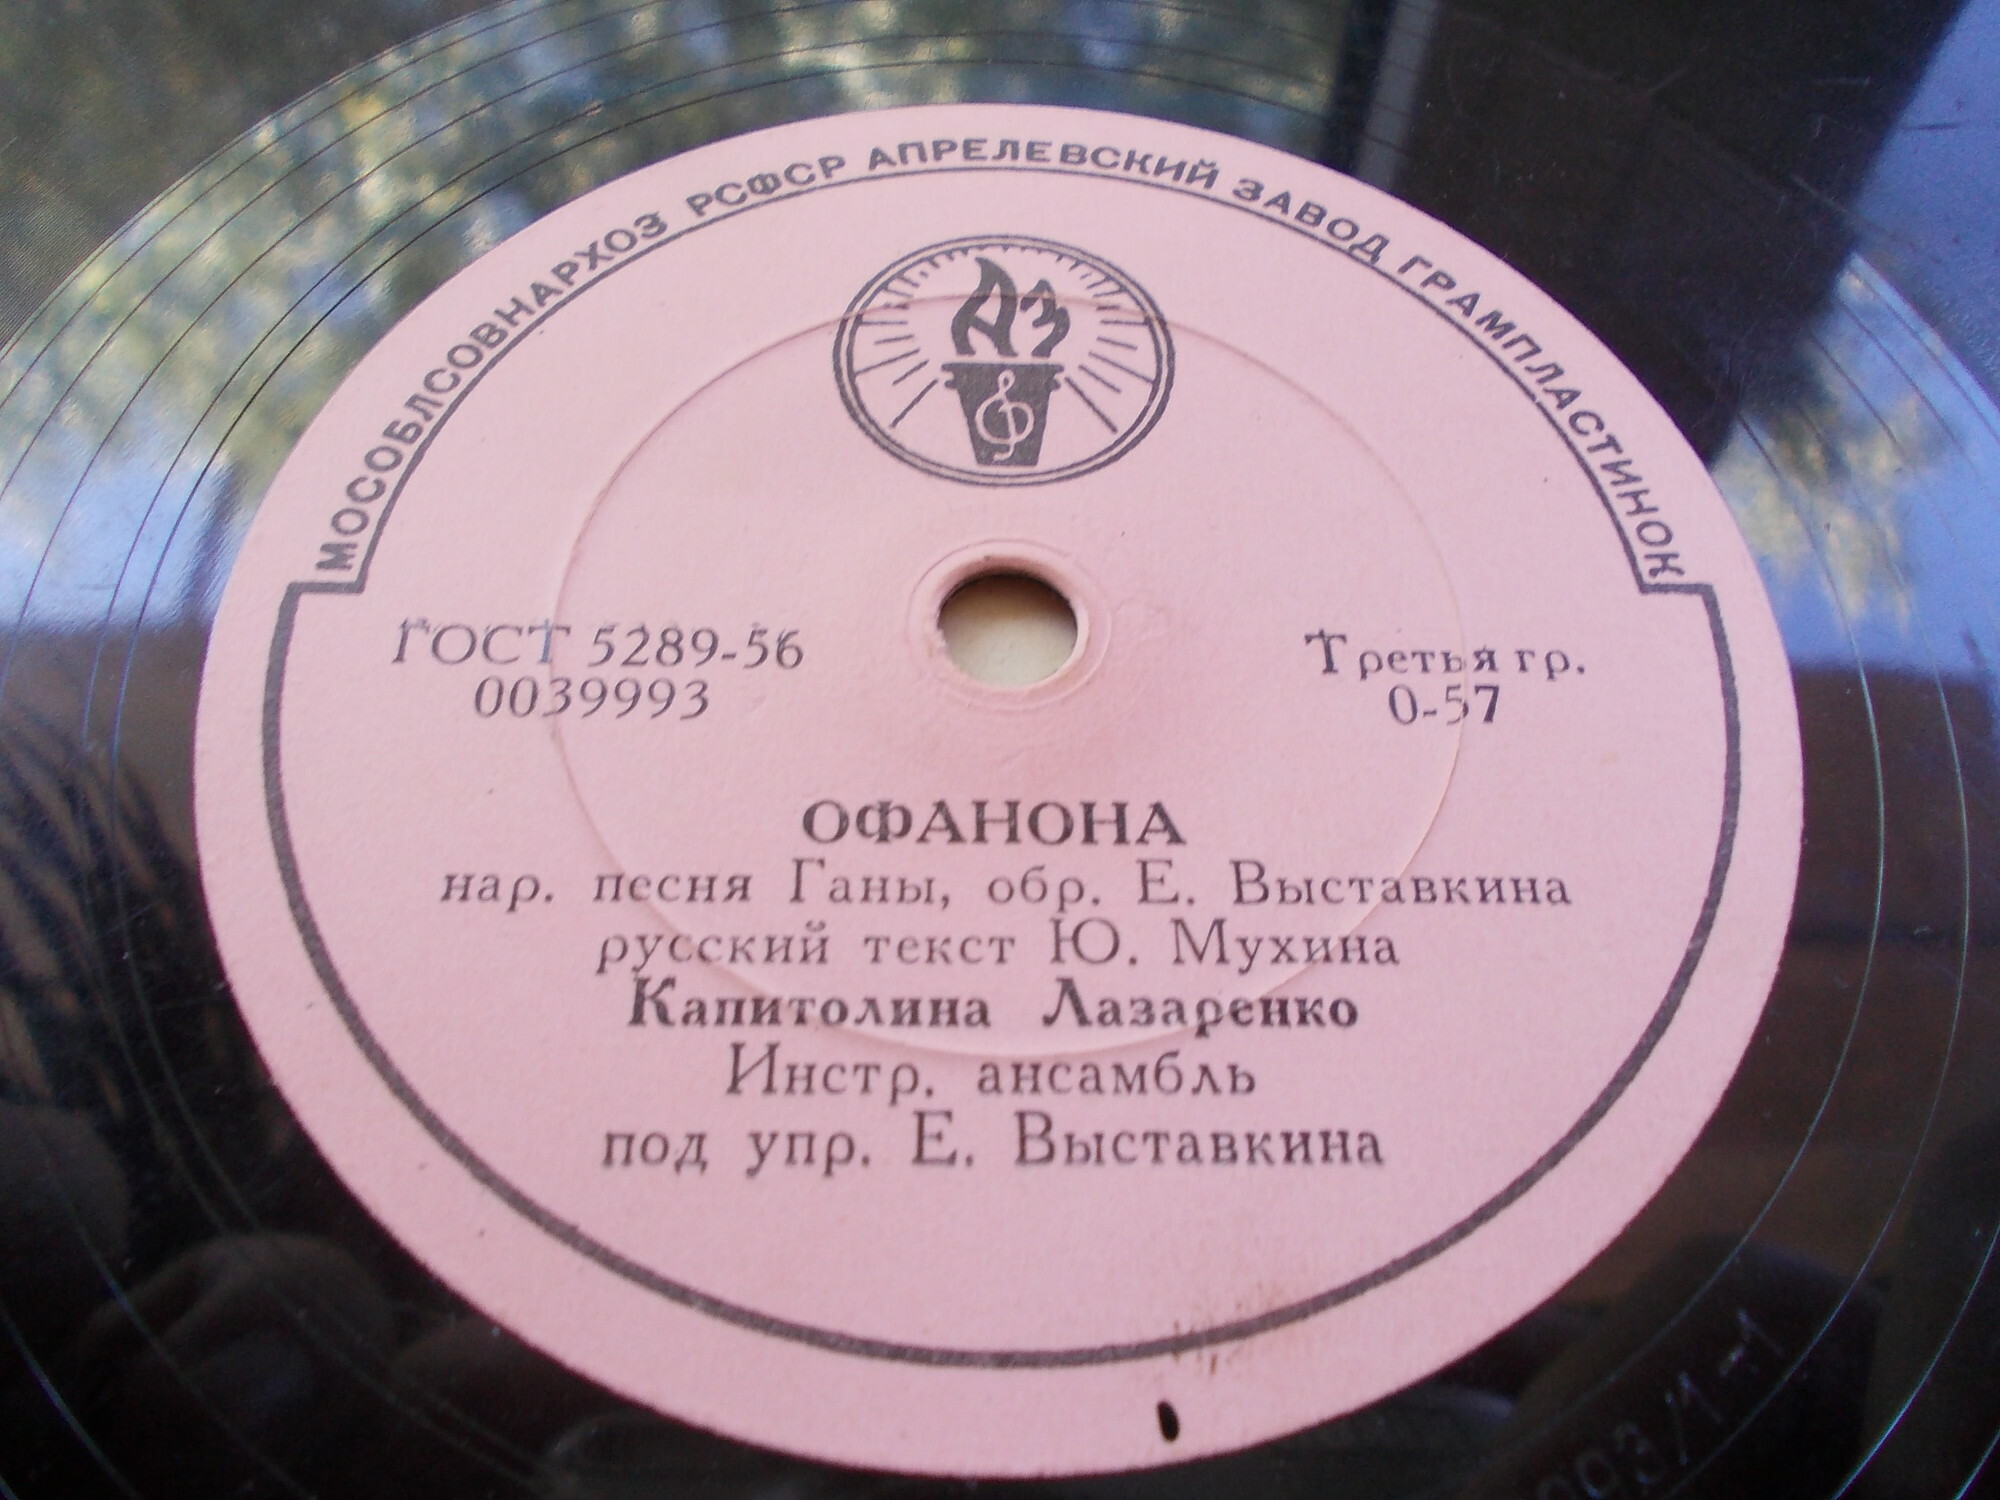 МОСОБЛСОВНАРХОЗ РСФСР АПРЕЛЕВСКИЙ ЗАВОД ГРАМПЛАСТИНОК
АЗ
ГОСТ 5289-56
0039993
Третья гр.
0-57
ОФАНОНА
нар. песня Ганы, обр. Е. Выставкина
русский текст Ю. Мухина
Капитолина Лазаренко
Инстр. ансамбль
под упр. Е. Выставкина